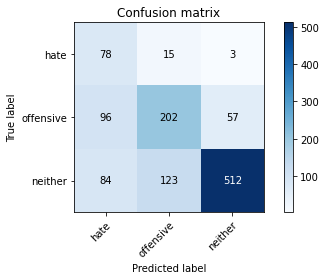 Confusion matrix
hate 78 15 3
offensive 96 202 57
neither 84 123 512
hate offensive neither
True label
Predicted label
500
400
300
200
100